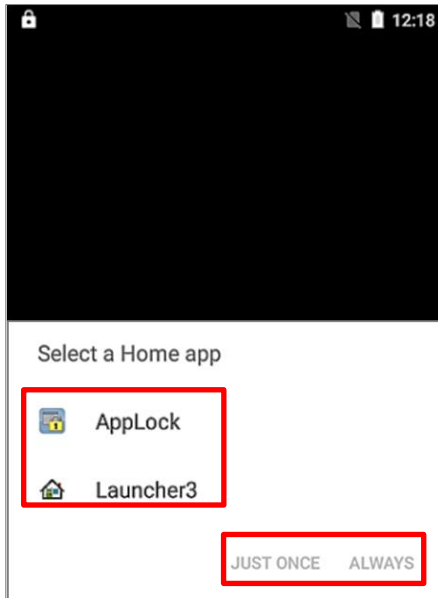 12:18
Select a Home app
AppLock
Launcher3
JUST ONCE ALWAYS